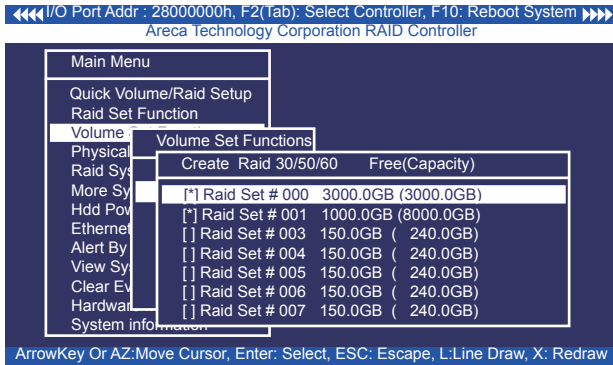 I/O Port Addr : 28000000h, F2(Tab): Select Controller, F10: Reboot System
Areca Technology Corporation RAID Controller
Main Menu
Quick Volume/Raid Setup
Raid Set Function
Volume
Physical
Raid Sys
More Sy
Hdd Pow
Ethernet
Alert By
View Sy
Clear Ev
Hardwar
System information
Volume Set Functions
Create Raid 30/50/60 Free(Capacity)
[*] Raid Set # 000 3000.0GB (3000.0GB)
[*] Raid Set # 001 1000.0GB (8000.0GB)
[ ] Raid Set # 003 150.0GB ( 240.0GB)
[ ] Raid Set # 004 150.0GB ( 240.0GB)
[ ] Raid Set # 005 150.0GB ( 240.0GB)
[ ] Raid Set # 006 150.0GB ( 240.0GB)
[ ] Raid Set # 007 150.0GB ( 240.0GB)
ArrowKey Or AZ:Move Cursor, Enter: Select, ESC: Escape, L:Line Draw, X: Redraw